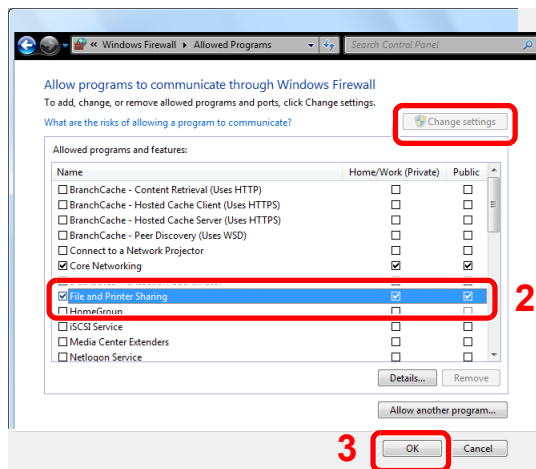 « Windows Firewall Allowed Programs
Search Control Panel
Allow programs to communicate through Windows Firewall
To add, change, or remove allowed programs and ports, click Change settings.
What are the risks of allowing a program to communicate?
Change settings
Allowed programs and features:
Name Home/Work (Private) Public
BranchCache - Content Retrieval (Uses HTTP)
BranchCache - Hosted Cache Client (Uses HTTPS)
BranchCache - Hosted Cache Server (Uses HTTPS)
BranchCache - Peer Discovery (Uses WSD)
Connect to a Network Projector
Core Networking
File and Printer Sharing
2
HomeGroup
iSCSI Service
Media Center Extenders
Netlogon Service
Details... Remove
Allow another program...
3
OK Cancel